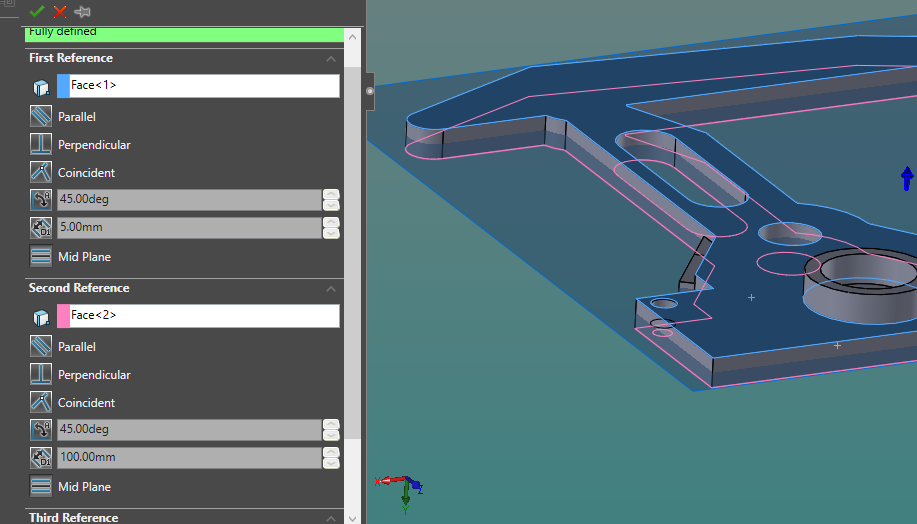 Fully defined
First Reference
Face<1>
Parallel
Perpendicular
Coincident
45.00deg
5.00mm
Mid Plane
Second Reference
Face<2>
Parallel
Perpendicular
Coincident
45.00deg
100.00mm
Mid Plane
Third Reference